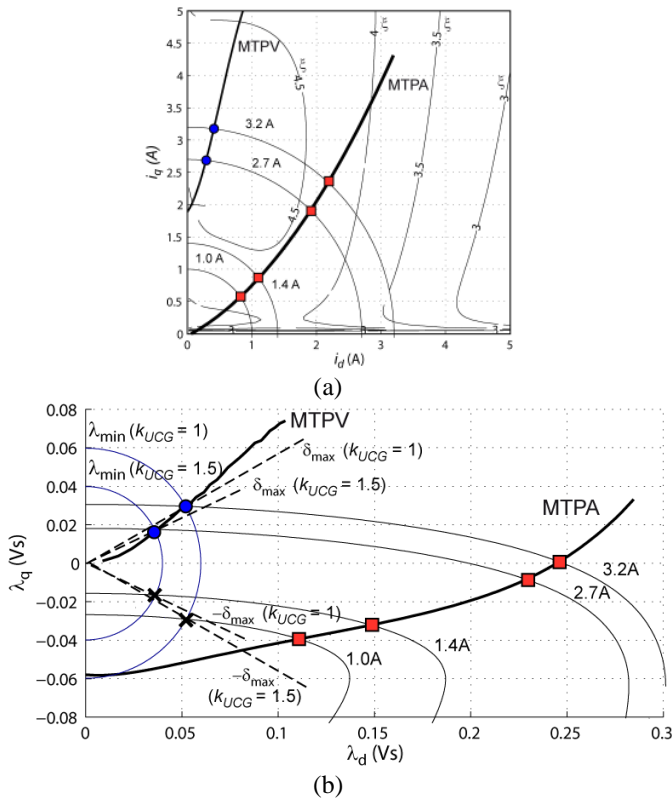 5
4.5
4
3.5
3
2.5
2
1.5
1
0.5
0
0 1 2 3 4 5
i_q (A)
i_d (A)
MTPV
MTPA
ξ
4.5
4
ξ
3.5
3.5
3
ξ
3.2 A
2.7 A
4.5
3.5
3
1.0 A
1.4 A
(a)
0.08
0.06
0.04
0.02
0
−0.02
−0.04
−0.06
−0.08
λ_q (Vs)
λ_min (k_UCG = 1)
λ_min (k_UCG = 1.5)
MTPV
δ_max (k_UCG = 1)
δ_max (k_UCG = 1.5)
MTPA
3.2A
2.7A
−δ_max (k_UCG = 1)
1.4A
1.0A
−δ_max
(k_UCG = 1.5)
0 0.05 0.1 0.15 0.2 0.25 0.3
λ_d (Vs)
(b)